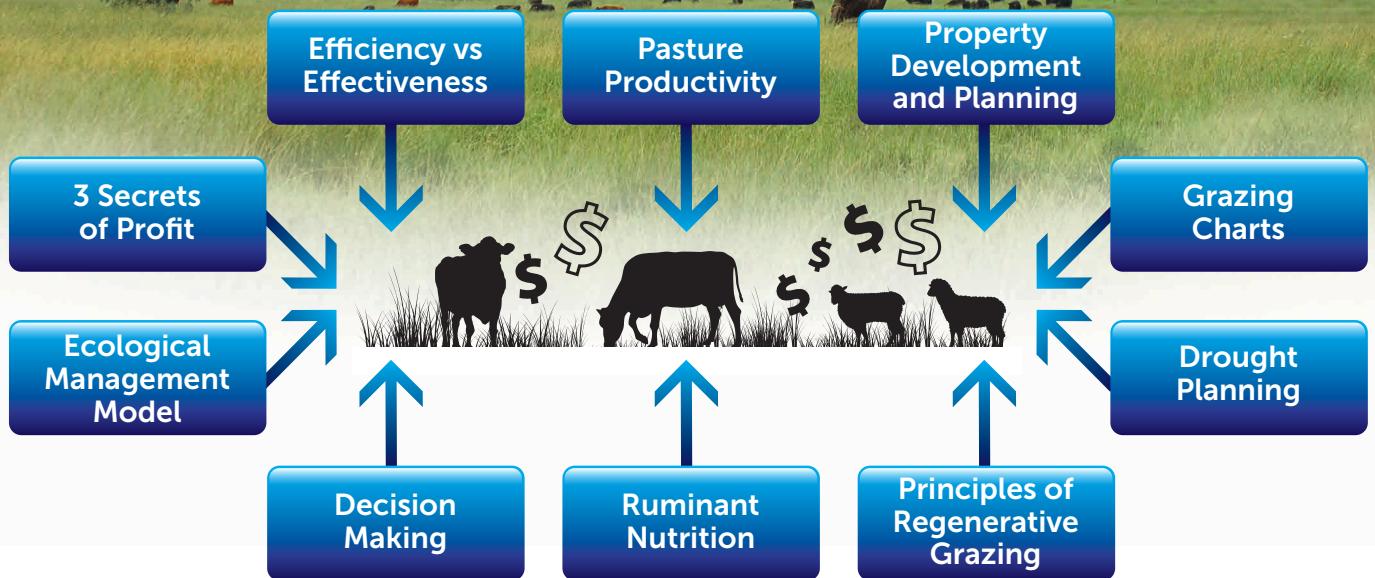 Efficiency vs
Effectiveness
Pasture
Productivity
Property
Development
and Planning
3 Secrets
of Profit
Grazing
Charts
$ $ $ $ $ $
Ecological
Management
Model
Drought
Planning
Decision
Making
Ruminant
Nutrition
Principles of
Regenerative
Grazing